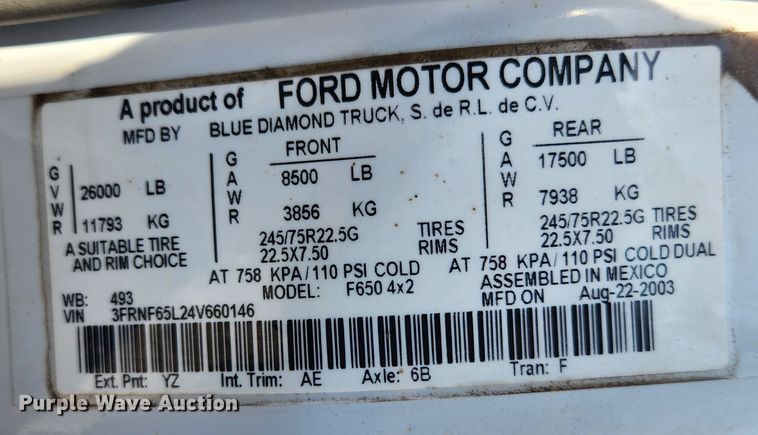 A product of FORD MOTOR COMPANY
MFD BY BLUE DIAMOND TRUCK, S. de R.L. de C.V.
GVWR 26000 LB
11793 KG
FRONT
GAWR 8500 LB
3856 KG
REAR
GAWR 17500 LB
7938 KG
A SUITABLE TIRE
AND RIM CHOICE
245/75R22.5G TIRES
22.5X7.50 RIMS
245/75R22.5G TIRES
22.5X7.50 RIMS
AT 758 KPA/110 PSI COLD
AT 758 KPA/110 PSI COLD DUAL
WB: 493
MODEL: F650 4x2
ASSEMBLED IN MEXICO
VIN 3FRNF65L24V660146
MFD ON Aug-22-2003
Ext. Pnt: YZ Int. Trim: AE Axle: 6B Tran: F
Purple Wave Auction